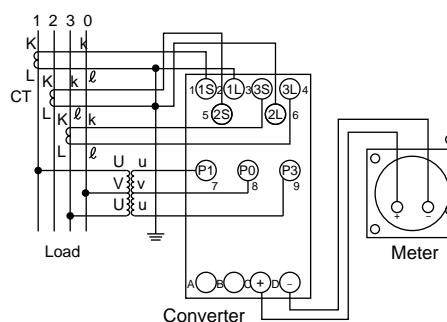 1 2 3 0
K k
L ℓ
CT
K k
L ℓ
K k
L ℓ
1 1S 2 1L 3 3S 3L 4
5 2S 2L 6
U u
V v
U u
P1 P0 P3
7 8 9
+ −
A B C + D −
Load
Converter
Meter